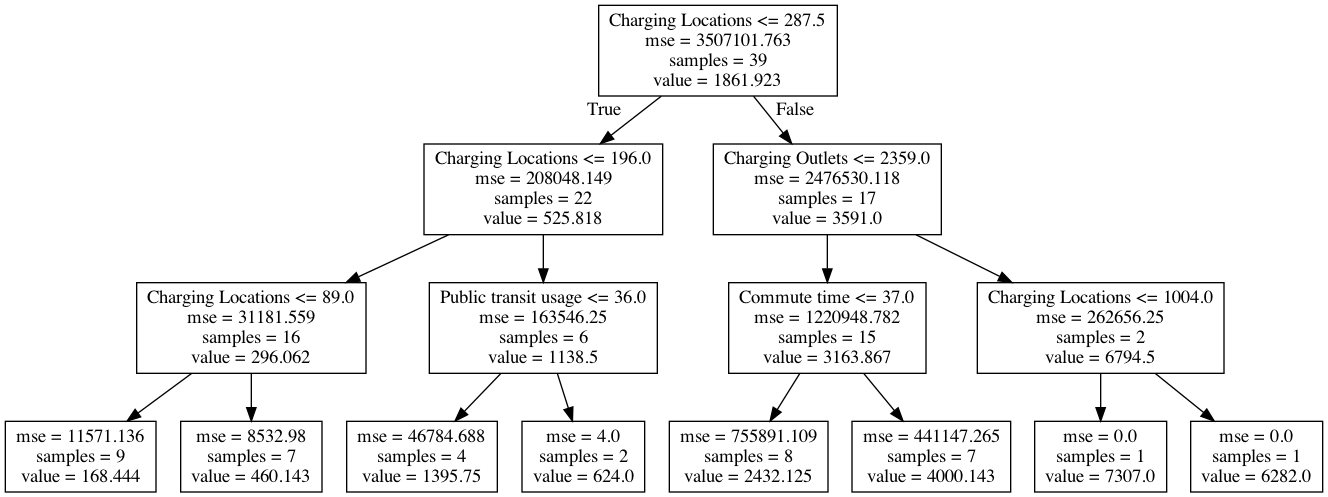 Charging Locations <= 287.5
mse = 3507101.763
samples = 39
value = 1861.923
True
False
Charging Locations <= 196.0
mse = 208048.149
samples = 22
value = 525.818
Charging Outlets <= 2359.0
mse = 2476530.118
samples = 17
value = 3591.0
Charging Locations <= 89.0
mse = 31181.559
samples = 16
value = 296.062
Public transit usage <= 36.0
mse = 163546.25
samples = 6
value = 1138.5
Commute time <= 37.0
mse = 1220948.782
samples = 15
value = 3163.867
Charging Locations <= 1004.0
mse = 262656.25
samples = 2
value = 6794.5
mse = 11571.136
samples = 9
value = 168.444
mse = 8532.98
samples = 7
value = 460.143
mse = 46784.688
samples = 4
value = 1395.75
mse = 4.0
samples = 2
value = 624.0
mse = 755891.109
samples = 8
value = 2432.125
mse = 441147.265
samples = 7
value = 4000.143
mse = 0.0
samples = 1
value = 7307.0
mse = 0.0
samples = 1
value = 6282.0